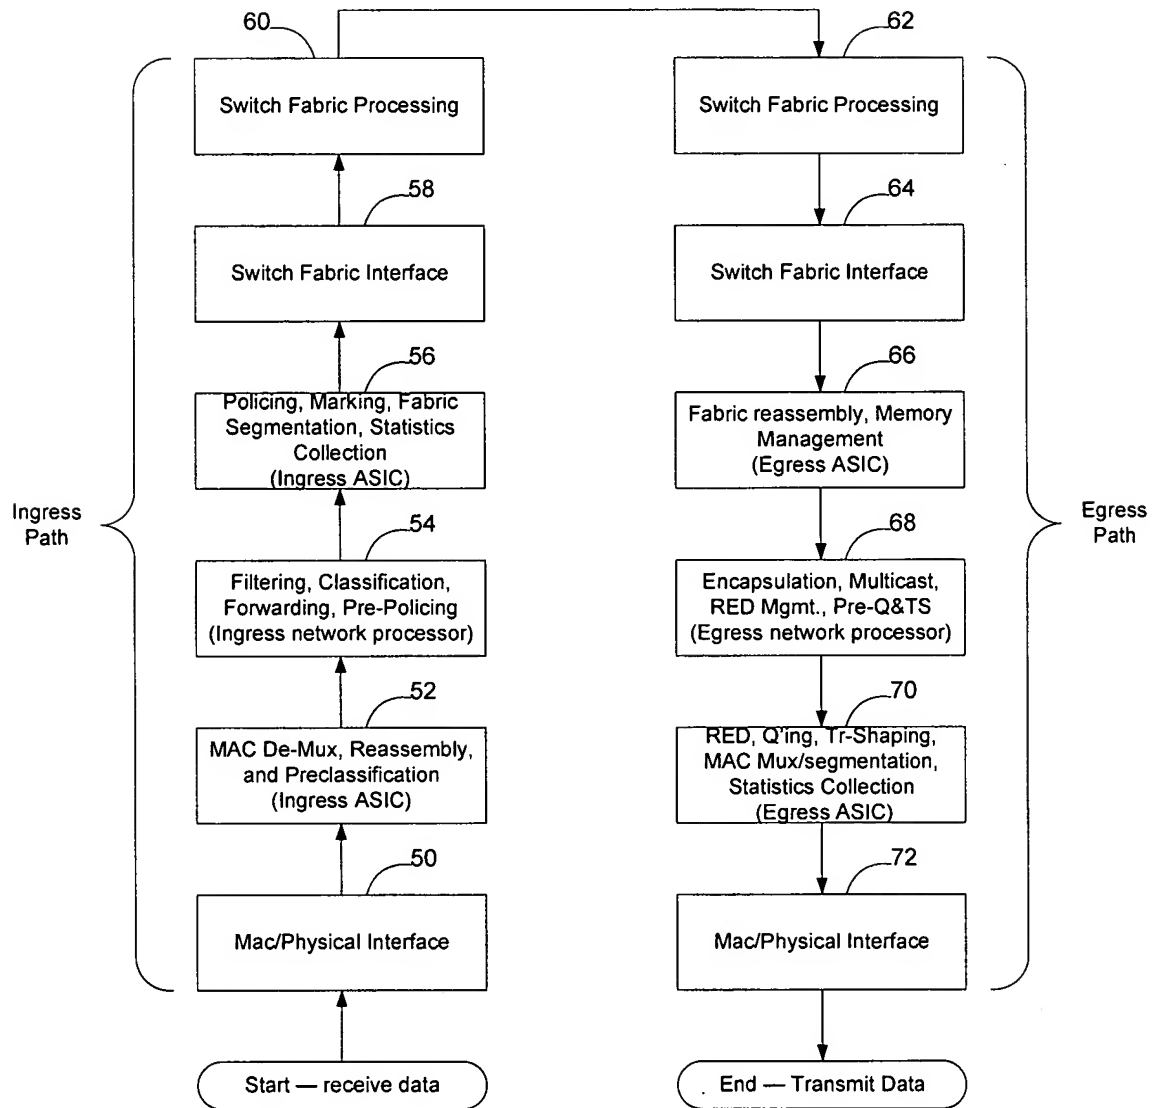 60
62
Switch Fabric Processing
Switch Fabric Processing
58
64
Switch Fabric Interface
Switch Fabric Interface
56
66
Policing, Marking, Fabric
Segmentation, Statistics
Collection
(Ingress ASIC)
Fabric reassembly, Memory
Management
(Egress ASIC)
Ingress
Path
Egress
Path
54
68
Filtering, Classification,
Forwarding, Pre-Policing
(Ingress network processor)
Encapsulation, Multicast,
RED Mgmt., Pre-Q&TS
(Egress network processor)
52
70
MAC De-Mux, Reassembly,
and Preclassification
(Ingress ASIC)
RED, Q'ing, Tr-Shaping,
MAC Mux/segmentation,
Statistics Collection
(Egress ASIC)
50
72
Mac/Physical Interface
Mac/Physical Interface
Start — receive data
End — Transmit Data